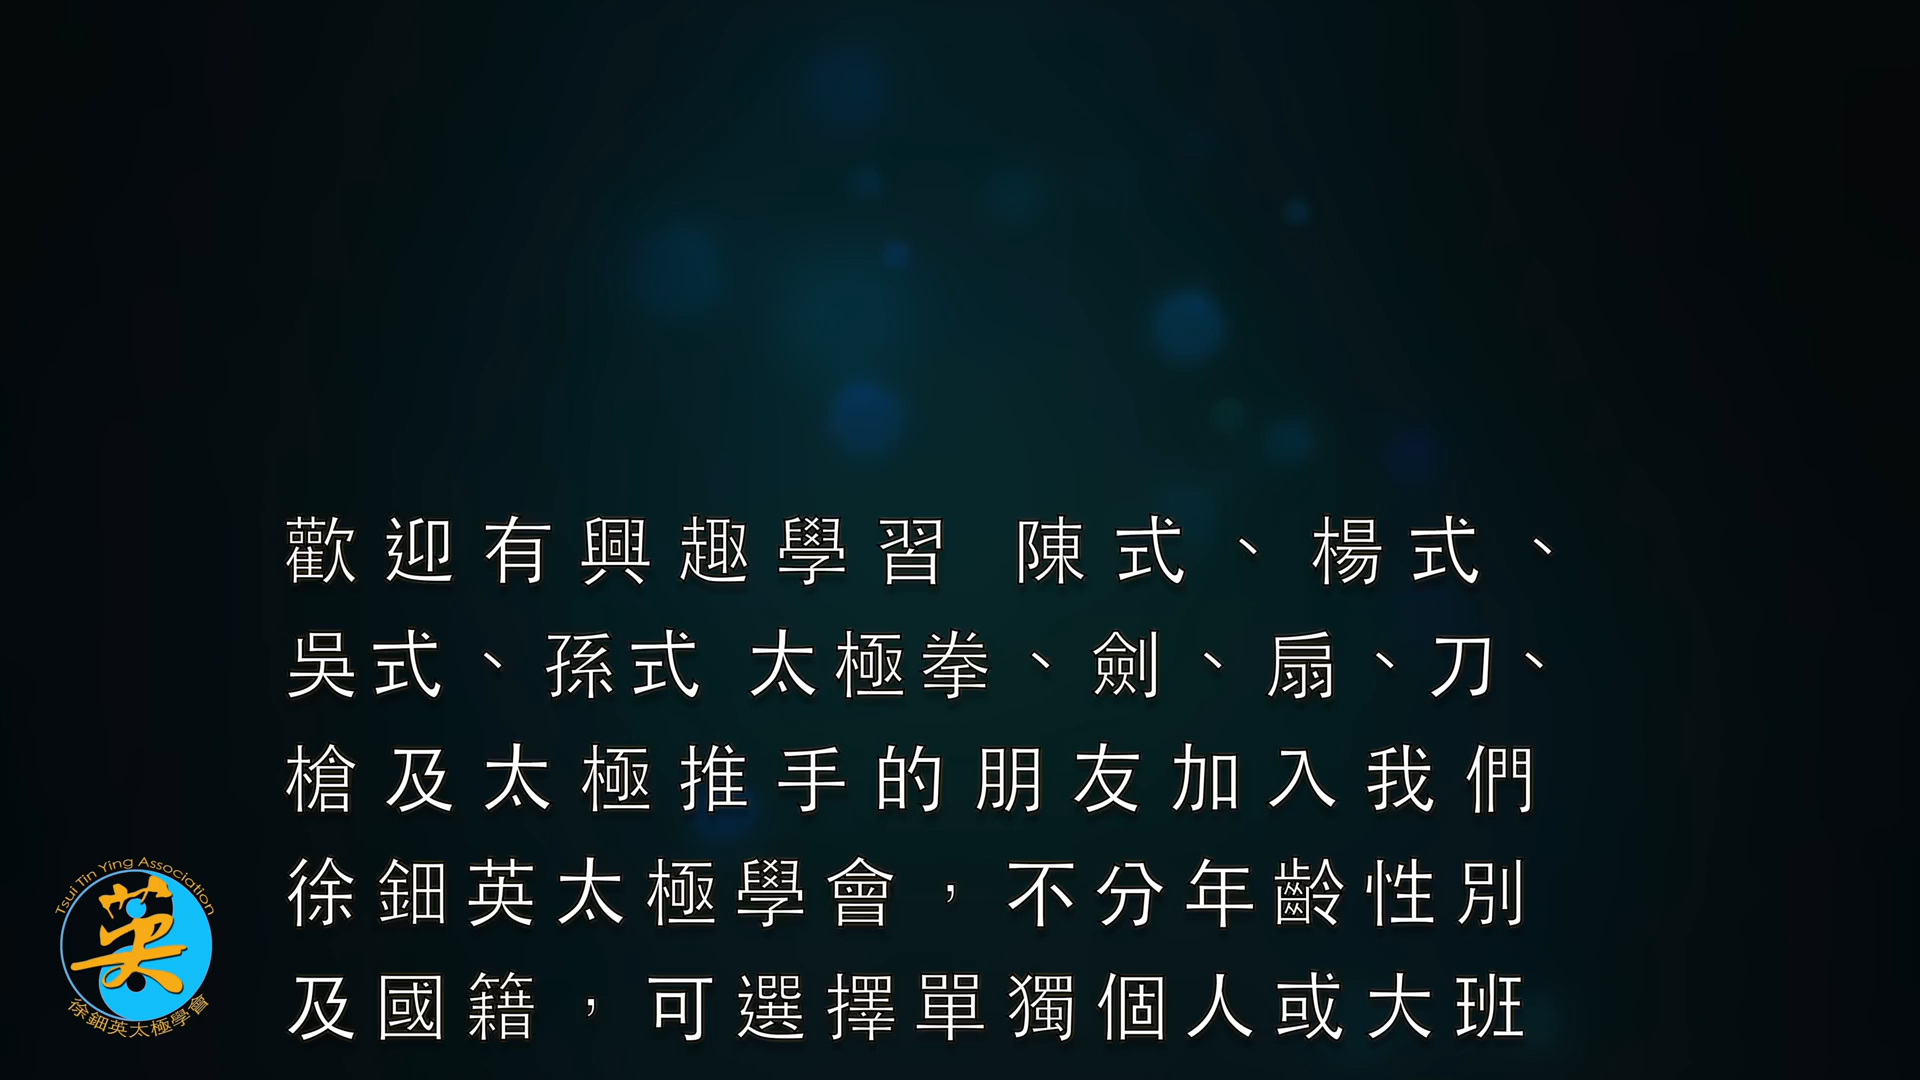 歡迎有興趣學習 陳式、楊式、
吳式、孫式 太極拳、劍、扇、刀、
槍及太極推手的朋友加入我們
徐鈿英太極學會，不分年齡性別
及國籍，可選擇單獨個人或大班
Tsui Tin Ying Association
英
徐鈿英太極學會